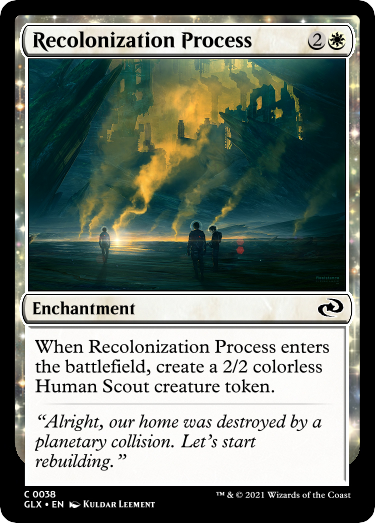 Recolonization Process 2
Enchantment
When Recolonization Process enters
the battlefield, create a 2/2 colorless
Human Scout creature token.
“Alright, our home was destroyed by a
planetary collision. Let’s start
rebuilding.”
C 0038
GLX • EN Kuldar Leement
™ & © 2021 Wizards of the Coast